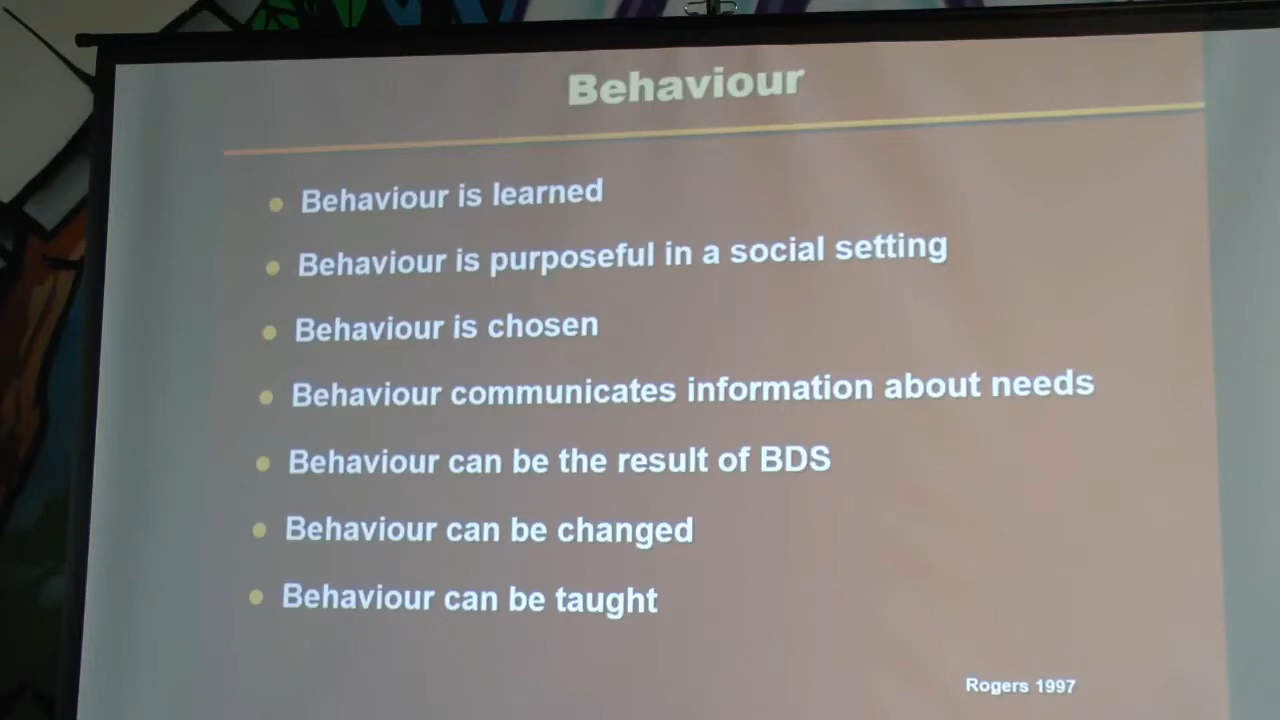 Behaviour
Behaviour is learned
Behaviour is purposeful in a social setting
Behaviour is chosen
Behaviour communicates information about needs
Behaviour can be the result of BDS
Behaviour can be changed
Behaviour can be taught
Rogers 1997